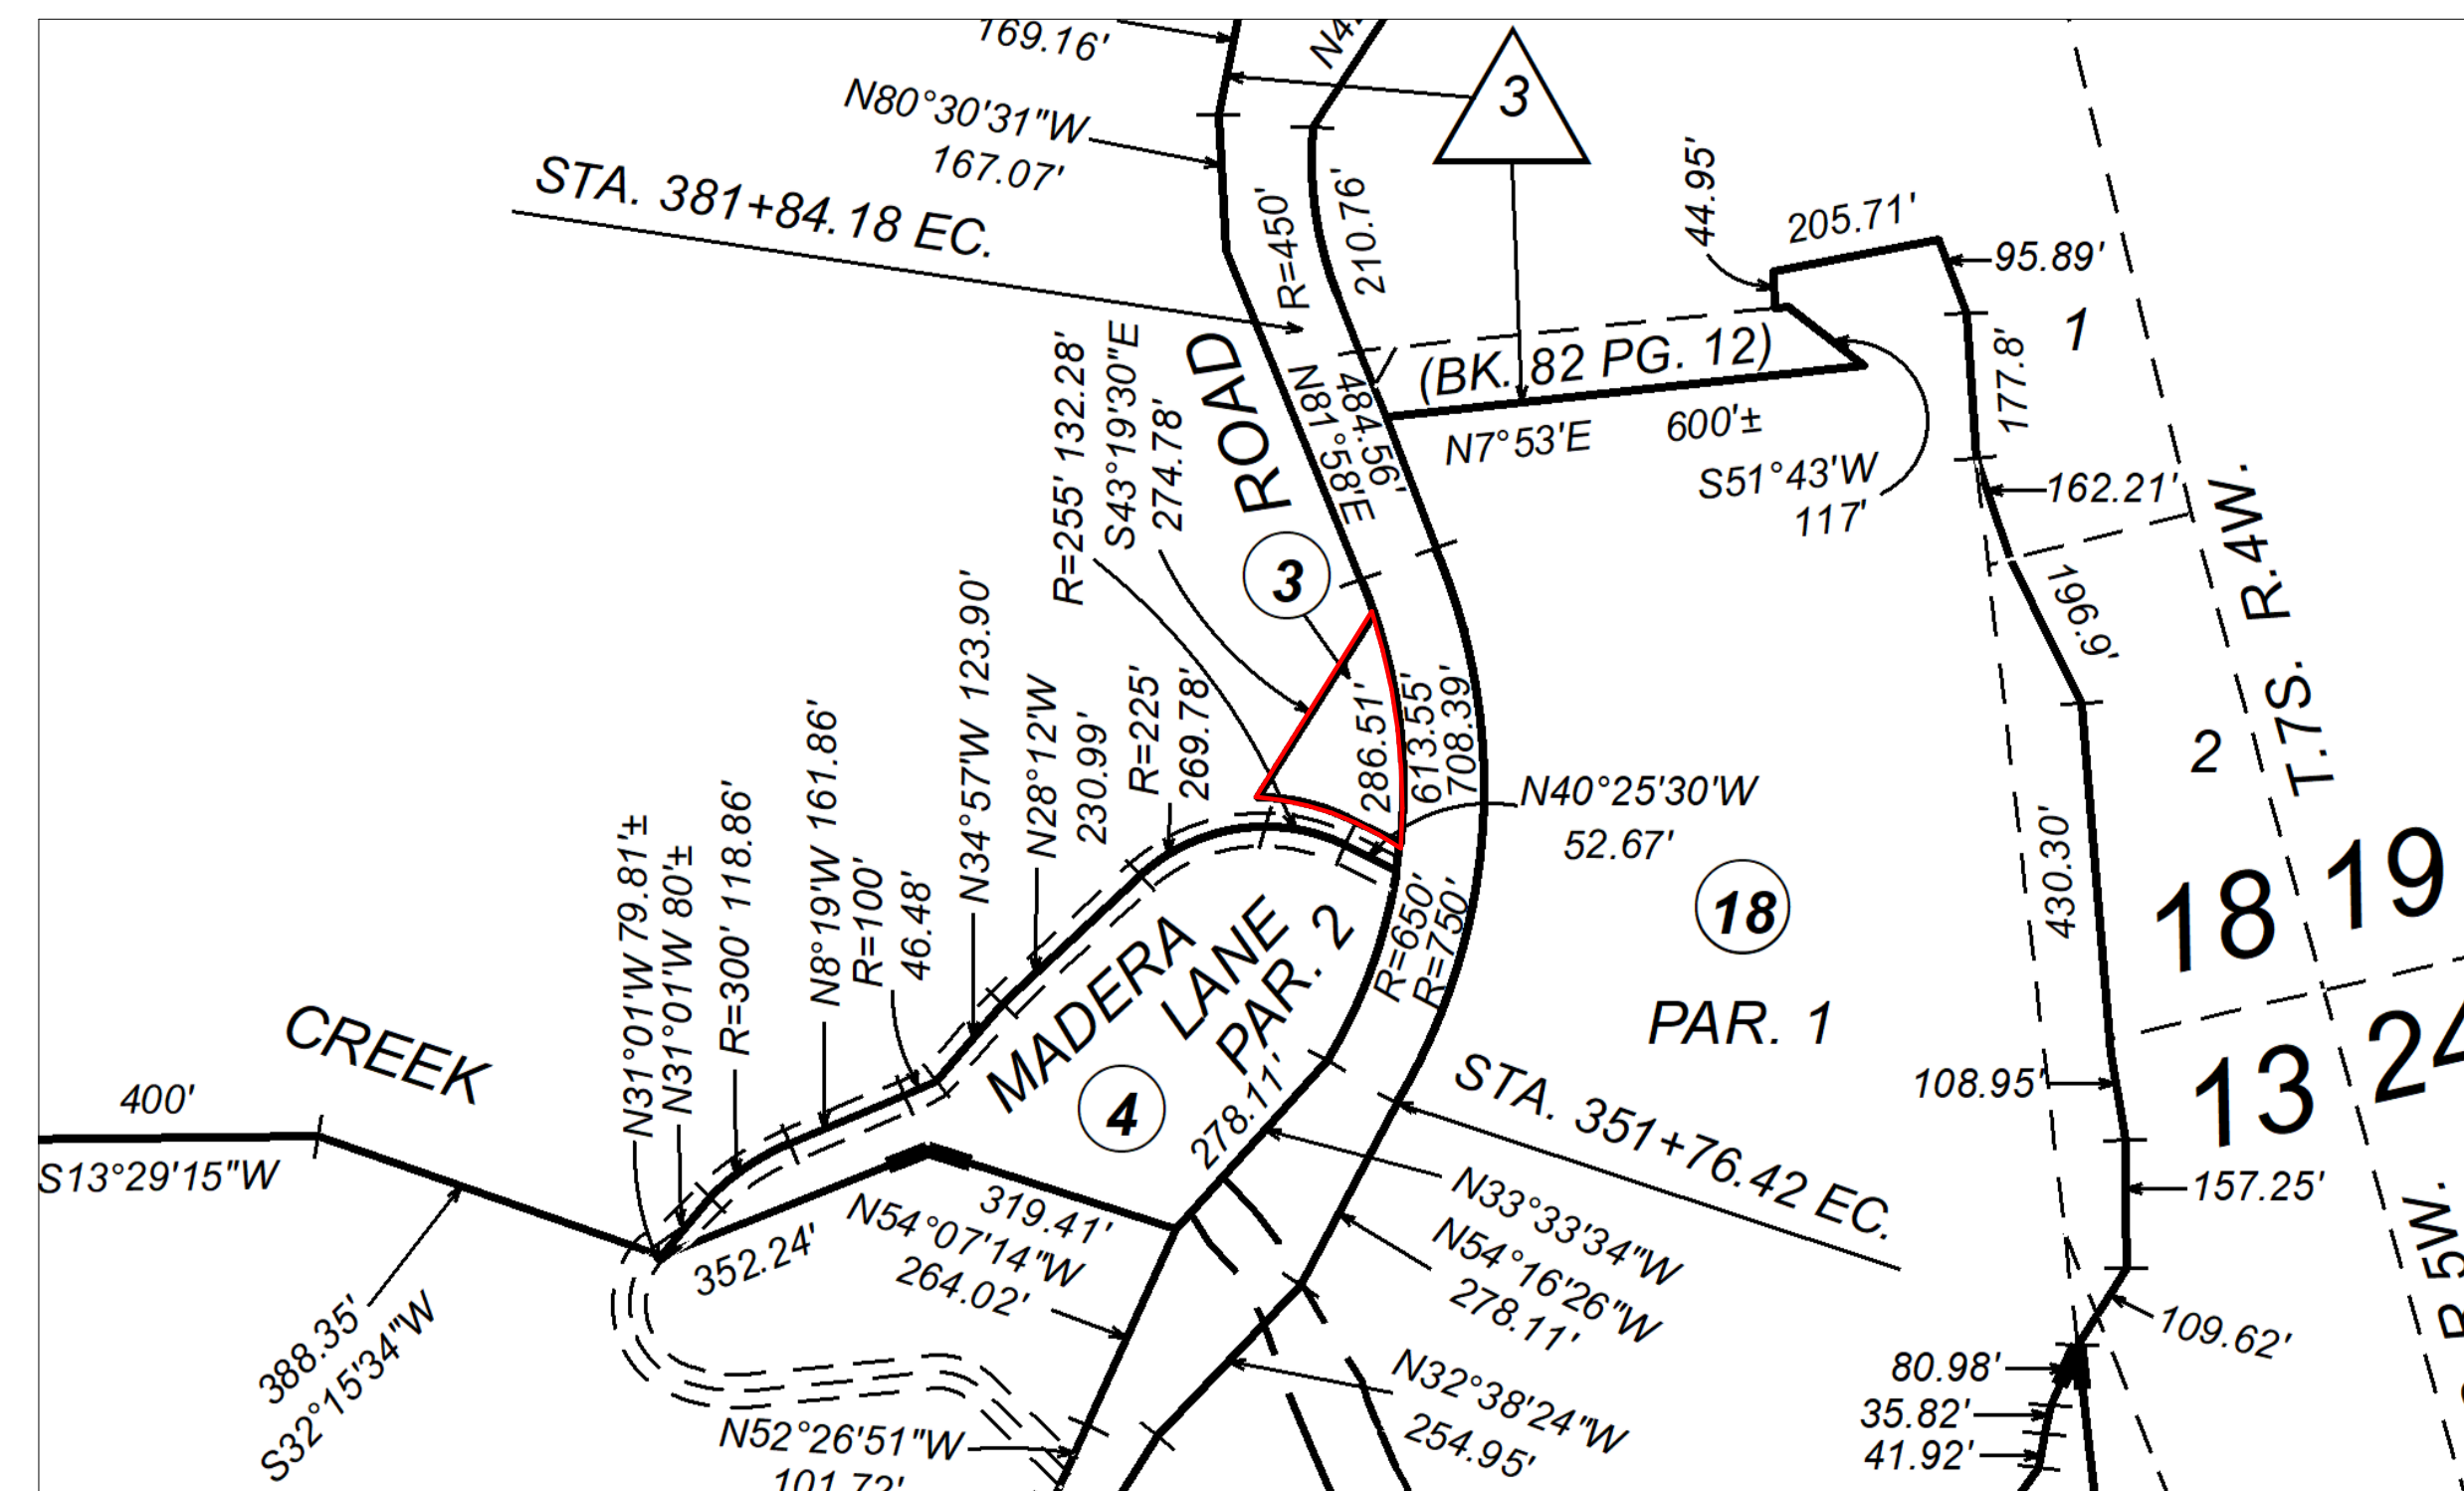 169.16'
N4
3
N80°30'31"W
167.07'
STA. 381+84.18 EC.
R=450'
210.76'
44.95'
205.71'
95.89'
1
177.8'
(BK. 82 PG. 12)
N7°53'E
600'±
S51°43'W
117'
162.21'
ROAD
N81°58'E
484.56'
R=255' 132.28'
S43°19'30"E
274.78'
3
R.4W.
T.7S.
196.9'
2
N31°01'W 79.81'±
N31°01'W 80'±
R=300' 118.86'
N8°19'W 161.86'
R=100'
46.48'
N34°57'W 123.90'
N28°12'W
230.99'
R=225'
269.78'
286.51'
613.55'
708.39'
N40°25'30'W
52.67'
R=650'
R=750'
18
PAR. 1
430.30'
18
19
13
24
MADERA
LANE
PAR. 2
4
278.11'
CREEK
400'
S13°29'15"W
388.35'
S32°15'34"W
352.24'
319.41'
N54°07'14"W
264.02'
STA. 351+76.42 EC.
N33°33'34"W
N54°16'26"W
278.11'
N32°38'24"W
254.95'
N52°26'51"W
101.72'
108.95'
157.25'
109.62'
80.98'
35.82'
41.92'
R.5W.